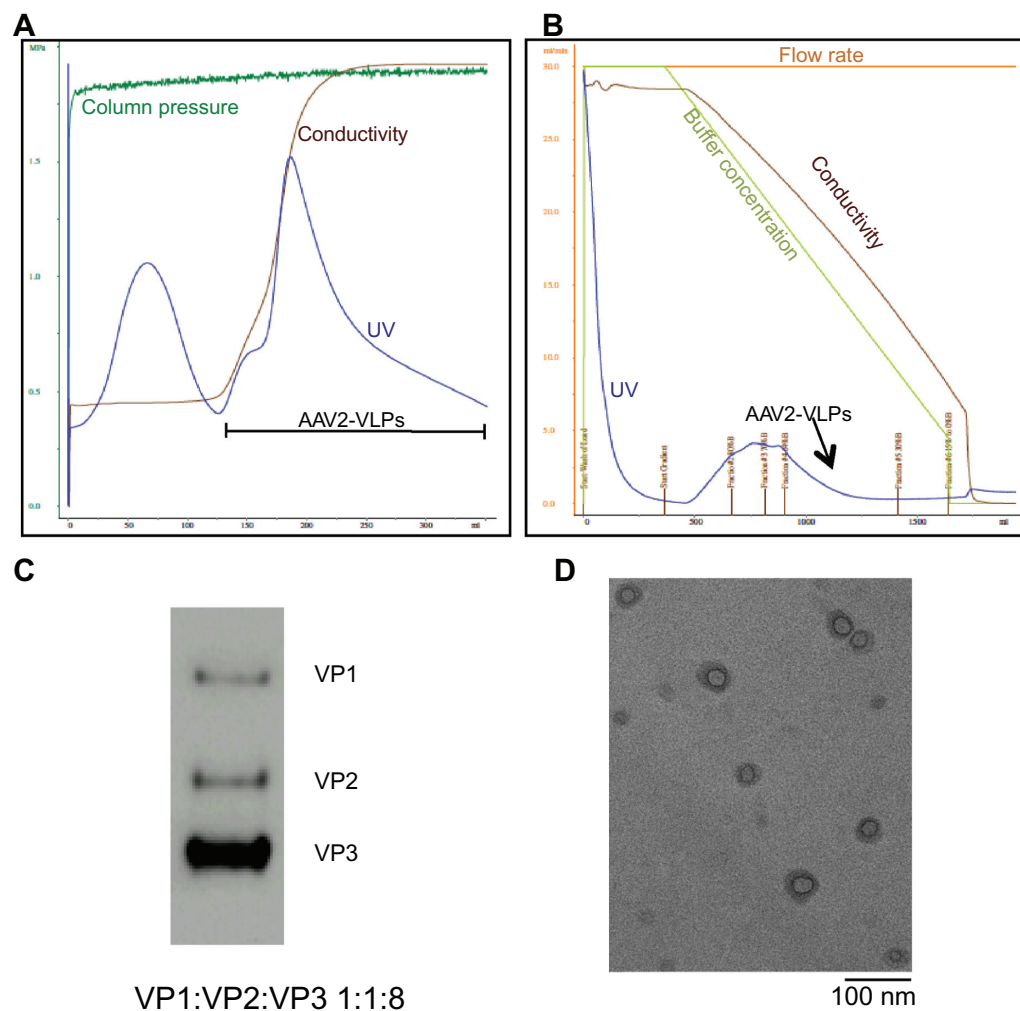 A
MPa
Column pressure
Conductivity
UV
AAV2-VLPs
1.5
1.0
0.5
0.0
0
50
100
150
200
250
300
ml
B
ml/min
Flow rate
Buffer concentration
Conductivity
UV
AAV2-VLPs
30.0
25.0
20.0
15.0
10.0
5.0
0.0
Start Gradient
0
500
1000
1500
ml
C
VP1
VP2
VP3
VP1:VP2:VP3 1:1:8
D
100 nm